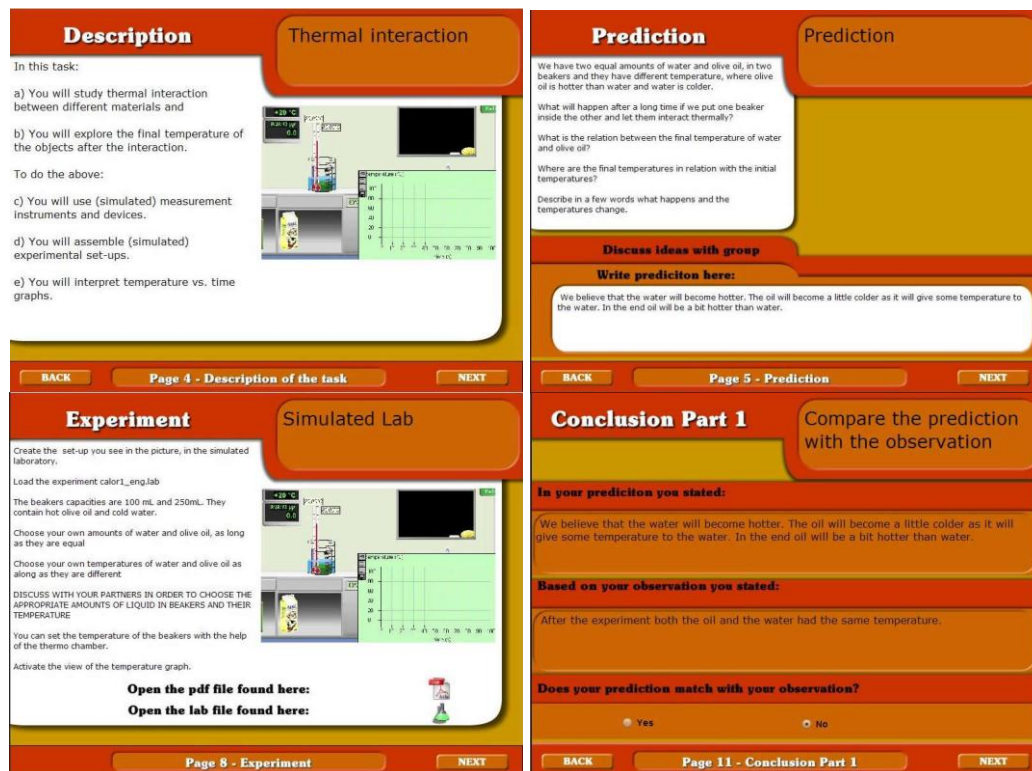 Description
Thermal interaction
In this task:
a) You will study thermal interaction
between different materials and
b) You will explore the final temperature of
the objects after the interaction.
To do the above:
c) You will use (simulated) measurement
instruments and devices.
d) You will assemble (simulated)
experimental set-ups.
e) You will interpret temperature vs. time
graphs.
BACK
Page 4 - Description of the task
NEXT
Prediction
Prediction
We have two equal amounts of water and olive oil, in two
beakers and they have different temperature, where olive
oil is hotter than water and water is colder.
What will happen after a long time if we put one beaker
inside the other and let them interact thermally?
What is the relation between the final temperature of water
and olive oil?
Where are the final temperatures in relation with the initial
temperatures?
Describe in a few words what happens and the
temperatures change.
Discuss ideas with group
Write prediciton here:
We believe that the water will become hotter. The oil will become a little colder as it will give some temperature to
the water. In the end oil will be a bit hotter than water.
BACK
Page 5 - Prediction
NEXT
Experiment
Simulated Lab
Create the set-up you see in the picture, in the simulated
laboratory.
Load the experiment calor1_eng.lab
The beakers capacities are 100 mL and 250mL. They
contain hot olive oil and cold water.
Choose your own amounts of water and olive oil, as long
as they are equal
Choose your own temperatures of water and olive oil as
along as they are different
DISCUSS WITH YOUR PARTNERS IN ORDER TO CHOOSE THE
APPROPRIATE AMOUNTS OF LIQUID IN BEAKERS AND THEIR
TEMPERATURE
You can set the temperature of the beakers with the help
of the thermo chamber.
Activate the view of the temperature graph.
Open the pdf file found here:
Open the lab file found here:
Page 8 - Experiment
NEXT
Conclusion Part 1
Compare the prediction
with the observation
In your prediciton you stated:
We believe that the water will become hotter. The oil will become a little colder as it will
give some temperature to the water. In the end oil will be a bit hotter than water.
Based on your observation you stated:
After the experiment both the oil and the water had the same temperature.
Does your prediction match with your observation?
Yes
No
BACK
Page 11 - Conclusion Part 1
NEXT